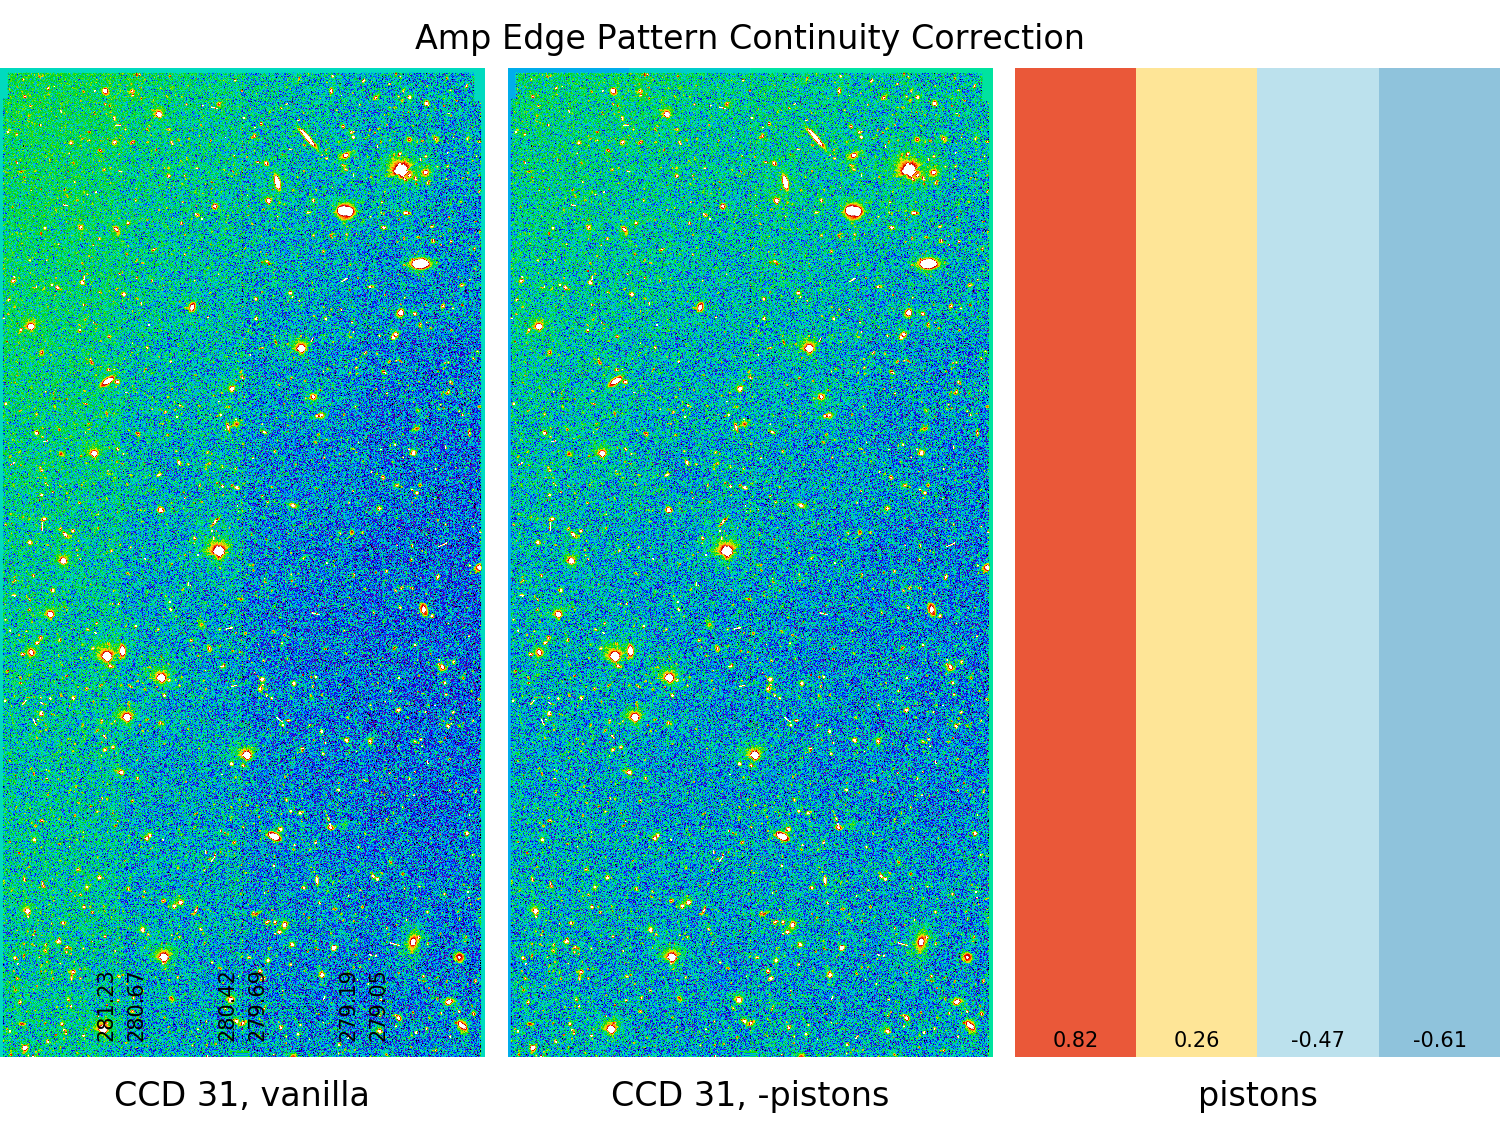 Amp Edge Pattern Continuity Correction
281.23
280.67
280.42
279.69
279.19
279.05
0.82
0.26
-0.47
-0.61
CCD 31, vanilla
CCD 31, -pistons
pistons